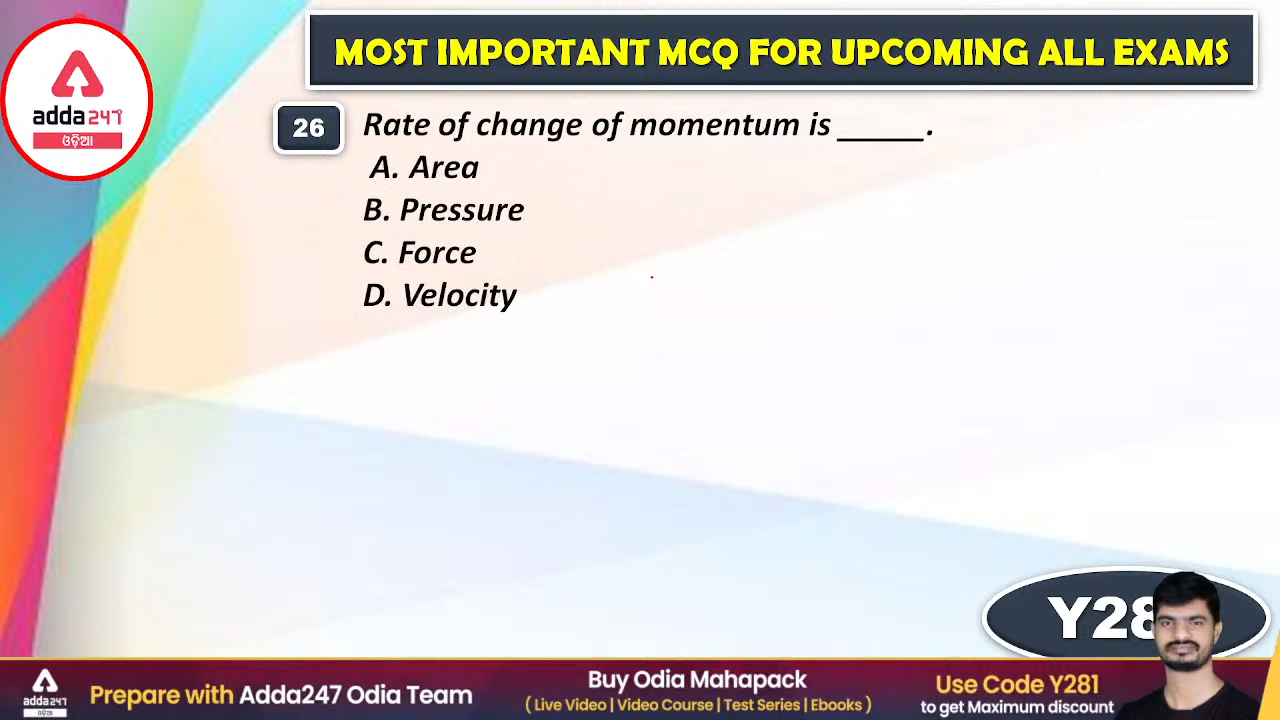 MOST IMPORTANT MCQ FOR UPCOMING ALL EXAMS
adda247
ଓଡ଼ିଆ
26
Rate of change of momentum is _____.
A. Area
B. Pressure
C. Force
D. Velocity
Y28
adda247
ଓଡ଼ିଆ
Prepare with Adda247 Odia Team
Buy Odia Mahapack
( Live Video | Video Course | Test Series | Ebooks )
Use Code Y281
to get Maximum discount